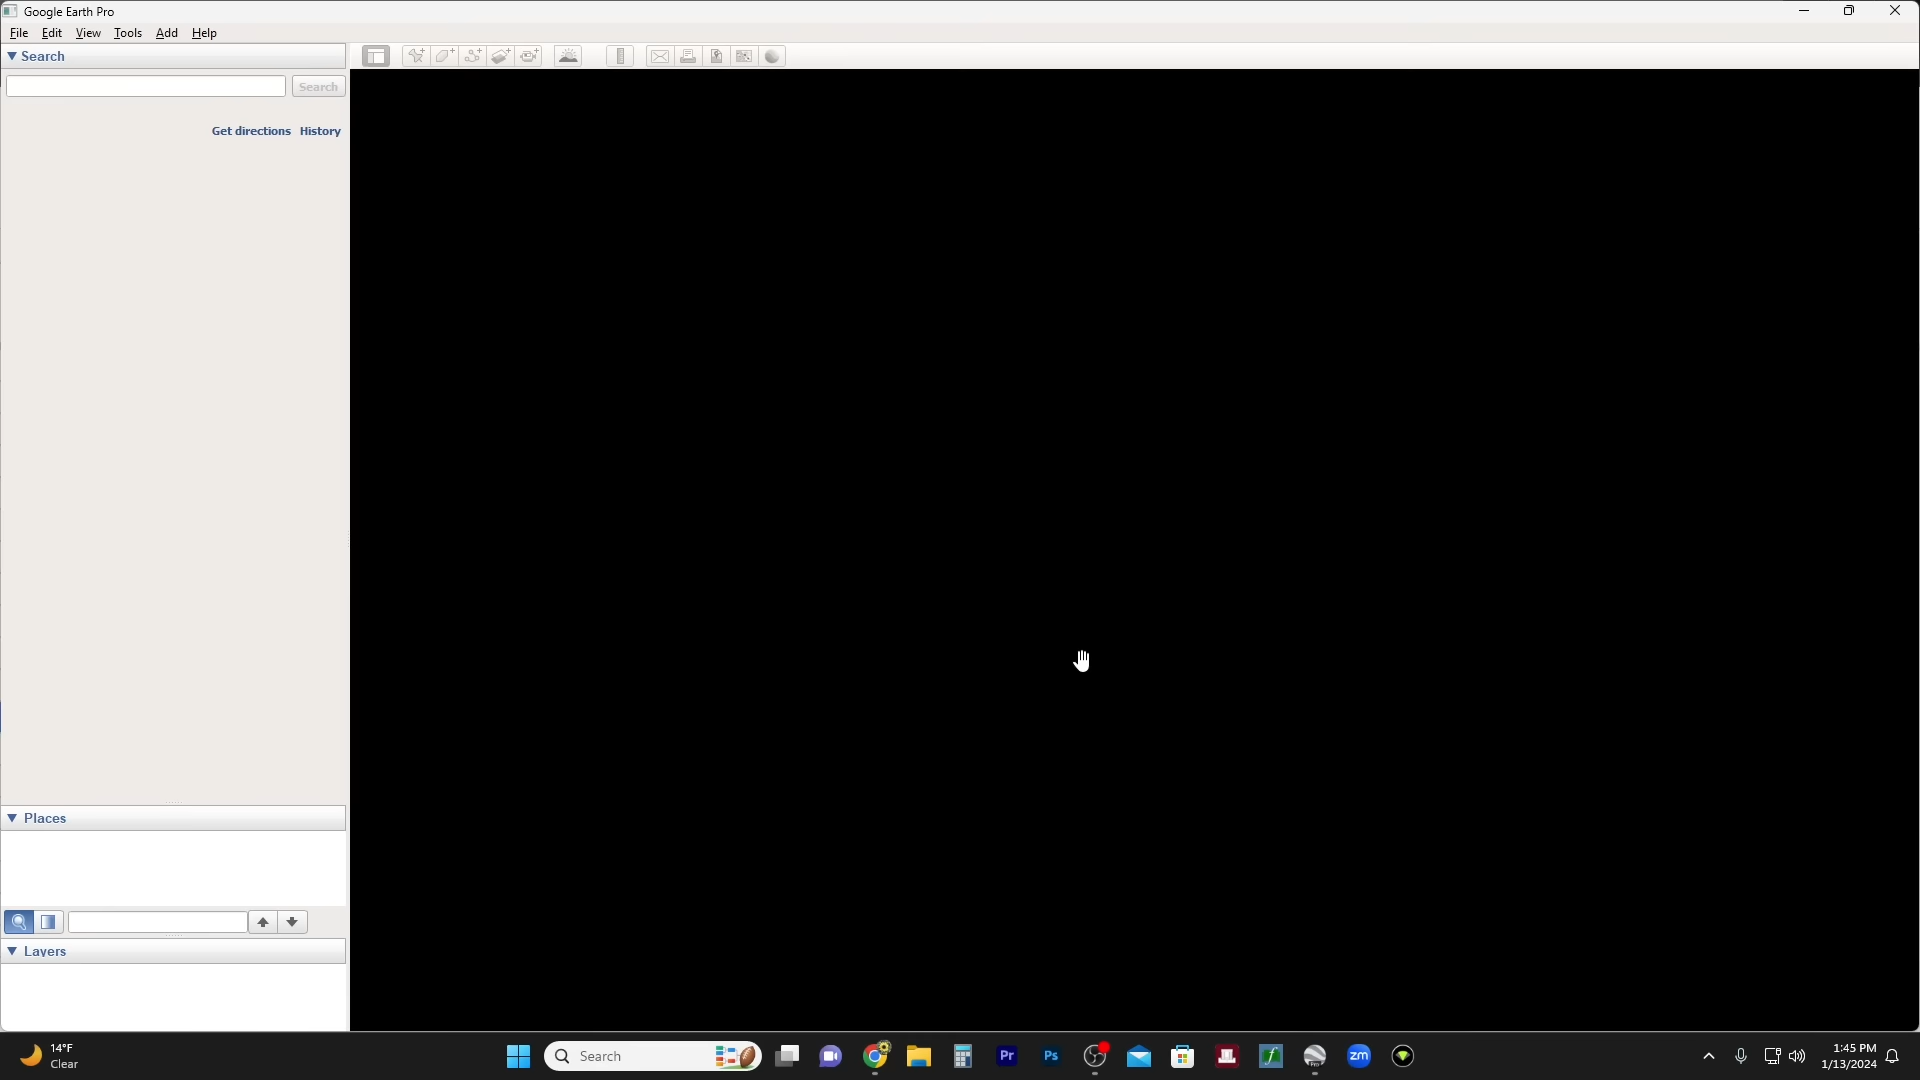 Google Earth Pro
File Edit View Tools Add Help
Search
Search
Get directions History
Places
Layers
14°F
Clear
Search
Pr
Ps
zm
1:45 PM
1/13/2024